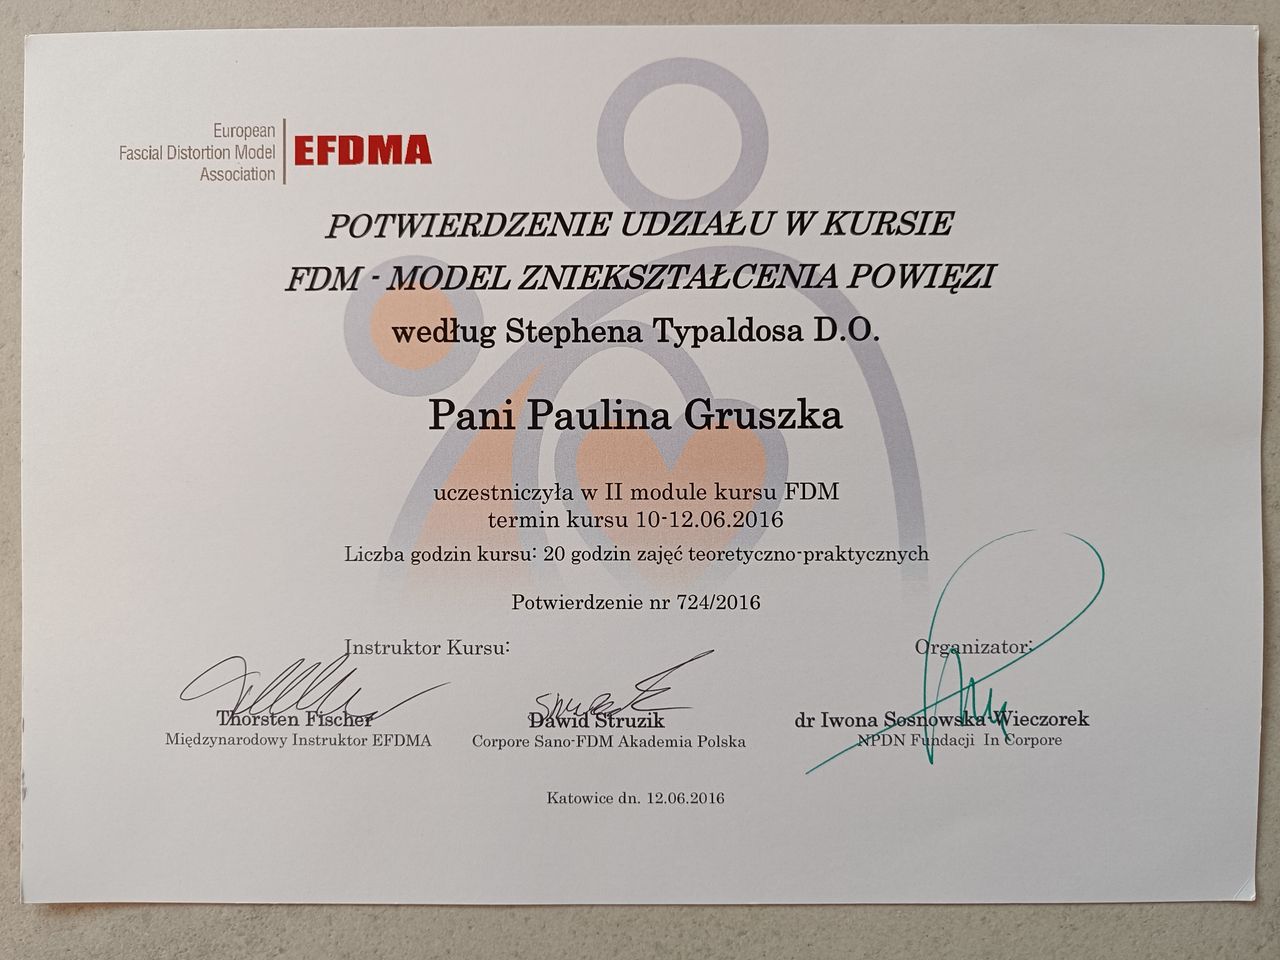 European
Fascial Distortion Model
Association
EFDMA
POTWIERDZENIE UDZIAŁU W KURSIE
FDM - MODEL ZNIEKSZTAŁCENIA POWIĘZI
według Stephena Typaldosa D.O.
Pani Paulina Gruszka
uczestniczyła w II module kursu FDM
termin kursu 10-12.06.2016
Liczba godzin kursu: 20 godzin zajęć teoretyczno-praktycznych
Potwierdzenie nr 724/2016
Instruktor Kursu:
Organizator:
Thorsten Fischer
Międzynarodowy Instruktor EFDMA
Dawid Struzik
Corpore Sano-FDM Akademia Polska
dr Iwona Sosnowska-Wieczorek
NPDN Fundacji In Corpore
Katowice dn. 12.06.2016